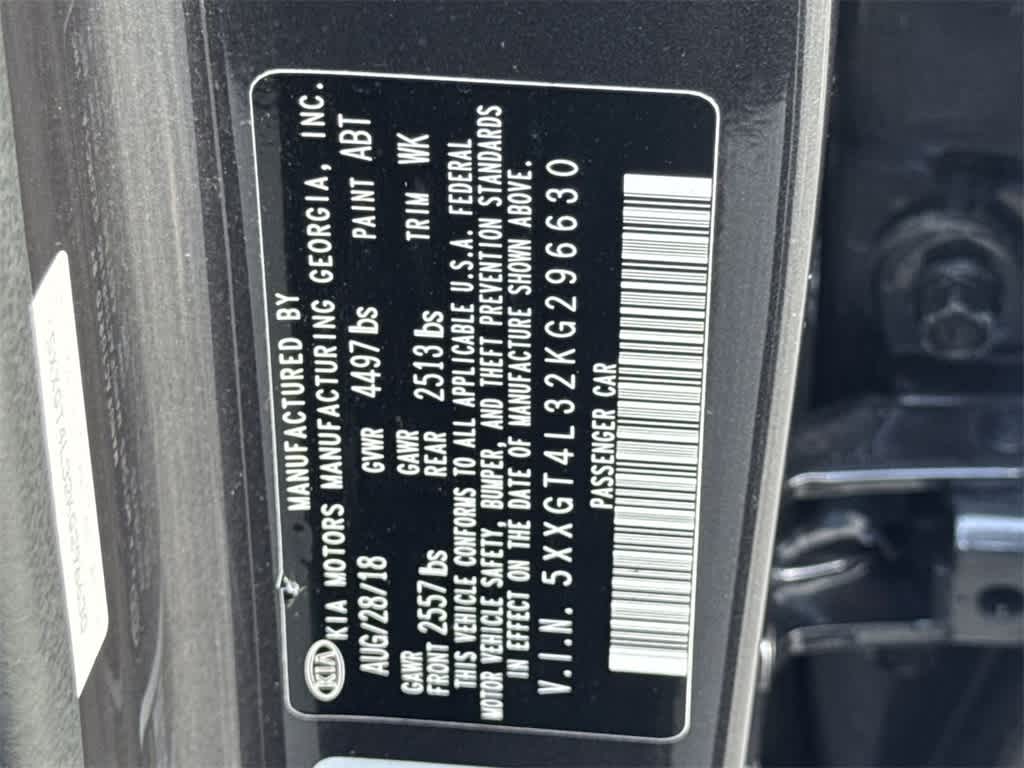 MANUFACTURED BY
KIA KIA MOTORS MANUFACTURING GEORGIA, INC.
AUG/28/18 GVWR 4497lbs PAINT ABT
GAWR FRONT 2557lbs GAWR REAR 2513lbs TRIM WK
THIS VEHICLE CONFORMS TO ALL APPLICABLE U.S.A. FEDERAL
MOTOR VEHICLE SAFETY, BUMPER, AND THEFT PREVENTION STANDARDS
IN EFFECT ON THE DATE OF MANUFACTURE SHOWN ABOVE.
V.I.N. 5XXGT4L32KG296630
PASSENGER CAR